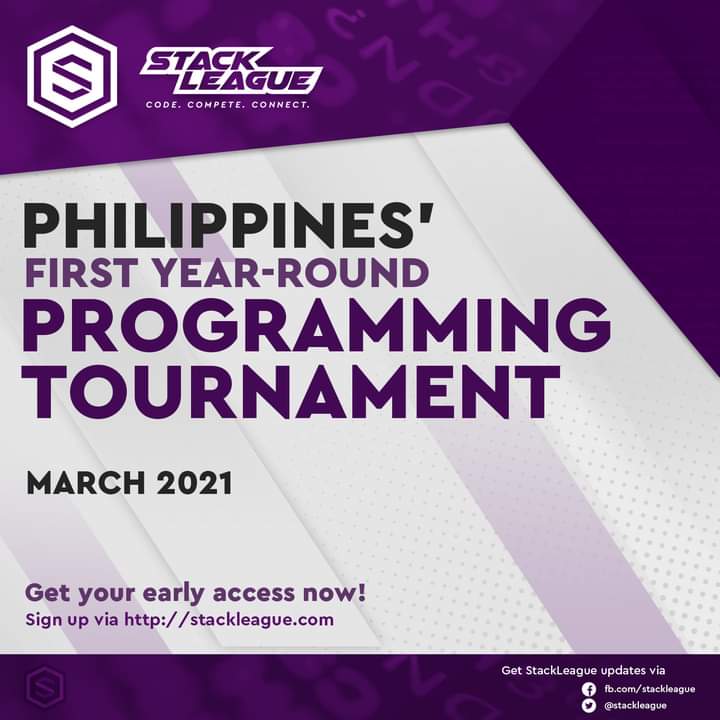 STACK
LEAGUE
CODE. COMPETE. CONNECT.
PHILIPPINES'
FIRST YEAR-ROUND
PROGRAMMING
TOURNAMENT
MARCH 2021
Get your early access now!
Sign up via http://stackleague.com
Get StackLeague updates via
fb.com/stackleague
@stackleague